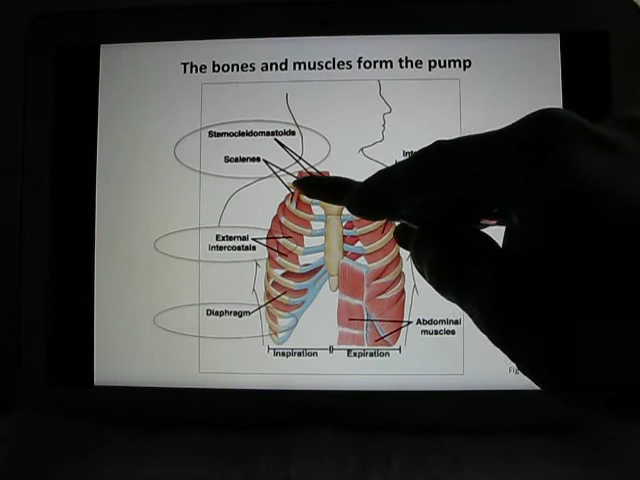 The bones and muscles form the pump
Sternocleidomastoids
Scalenes
External
intercostals
Diaphragm
Abdominal
muscles
Inspiration
Expiration